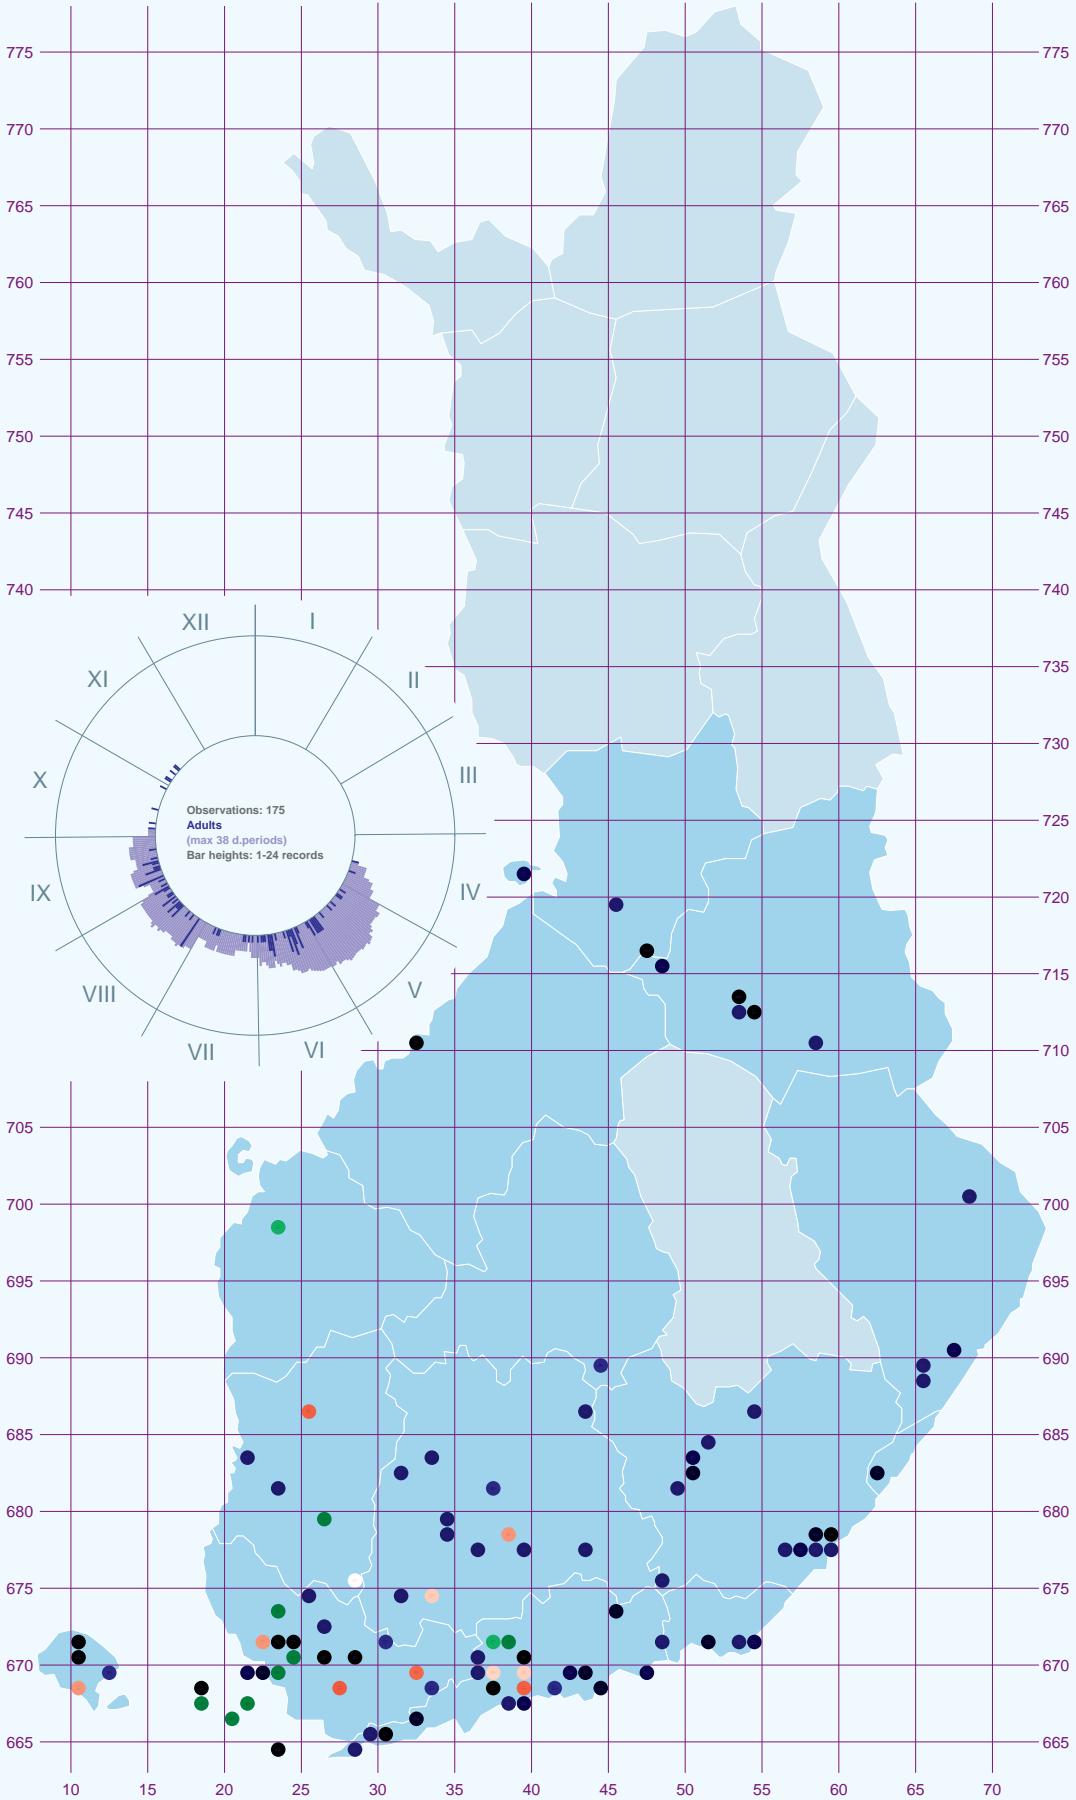 775 775
770 770
765 765
760 760
755 755
750 750
745 745
740 740
XII I
735
XI II
730
X III
Observations: 175
Adults
(max 38 d.periods)
Bar heights: 1-24 records
725
IX IV
720
VIII V
715
VII VI
710
705 705
700 700
695 695
690 690
685 685
680 680
675 675
670 670
665 665
10 15 20 25 30 35 40 45 50 55 60 65 70